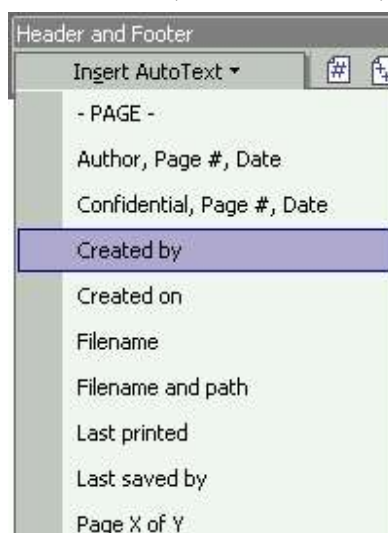 Header and Footer
Insert AutoText
- PAGE -
Author, Page #, Date
Confidential, Page #, Date
Created by
Created on
Filename
Filename and path
Last printed
Last saved by
Page X of Y